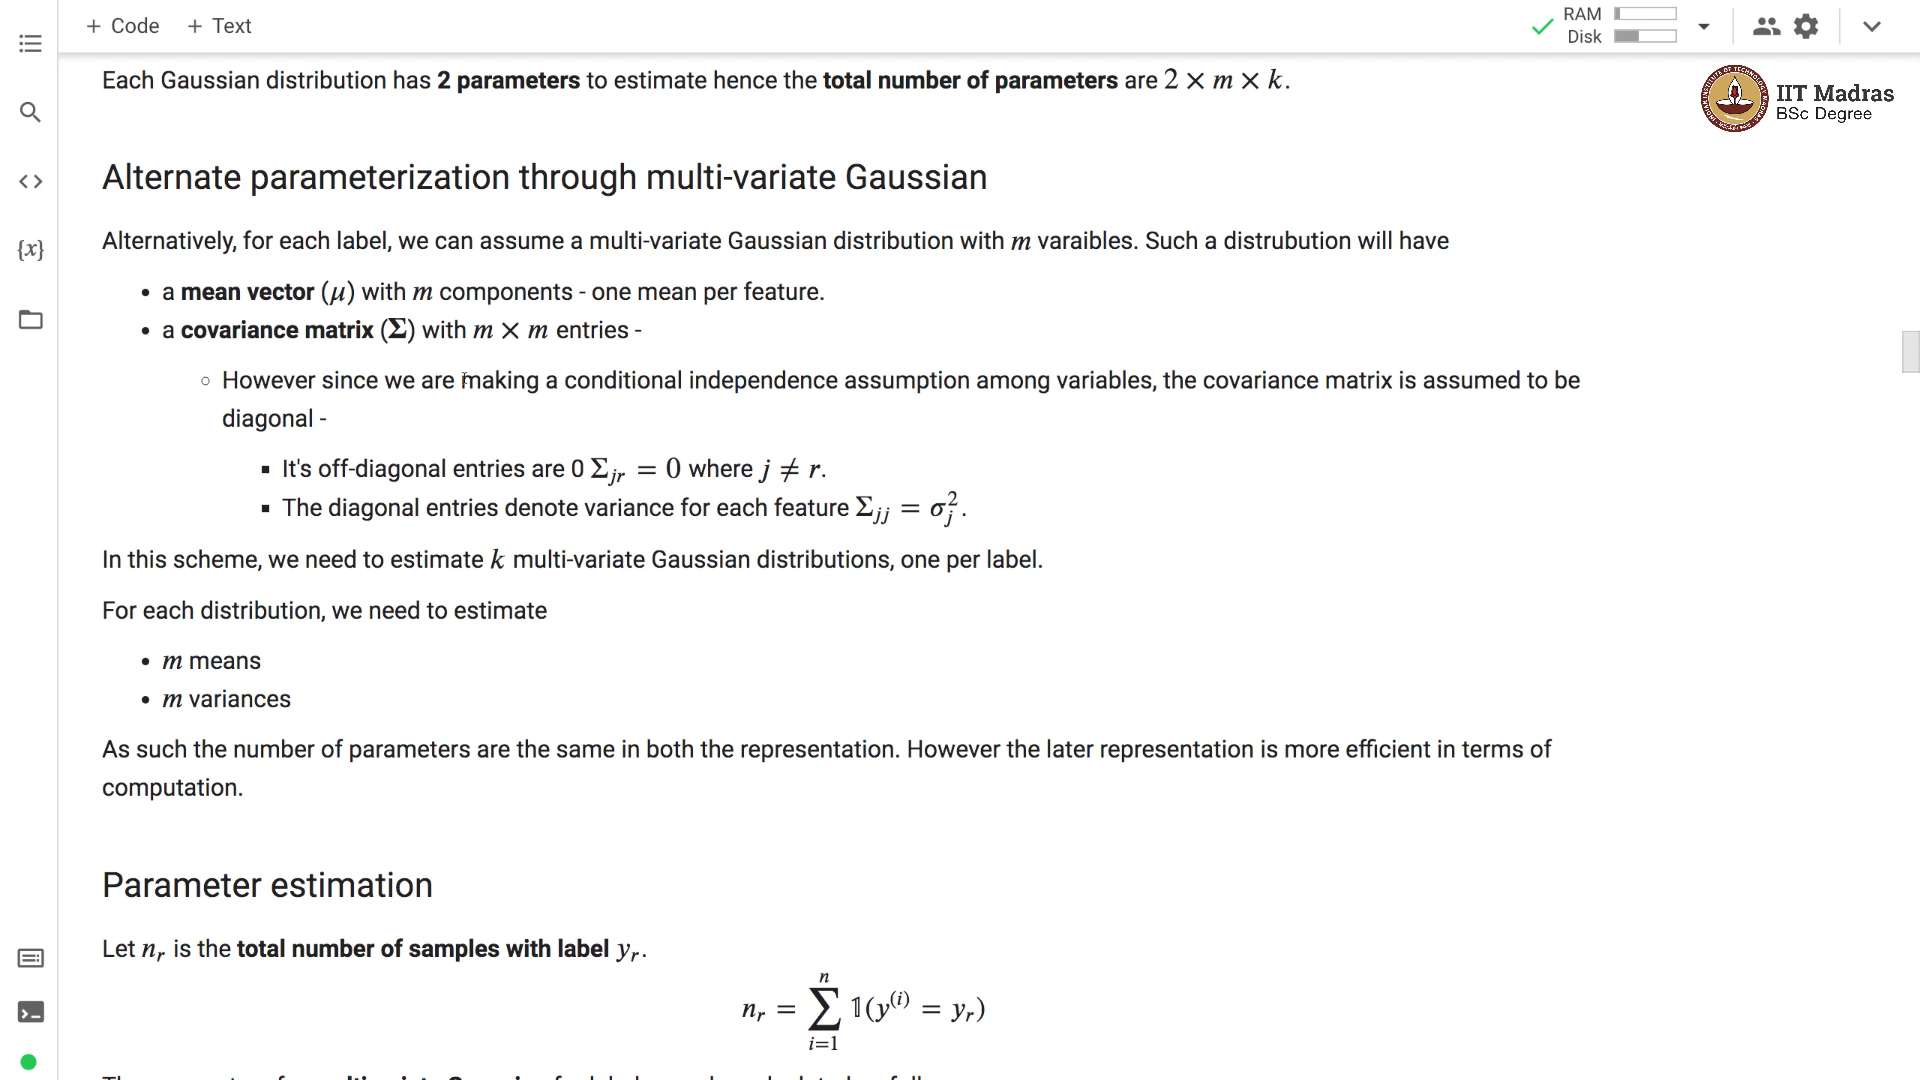 + Code + Text
RAM
Disk
Each Gaussian distribution has 2 parameters to estimate hence the total number of parameters are 2 × m × k.
IIT Madras
BSc Degree
Alternate parameterization through multi-variate Gaussian
Alternatively, for each label, we can assume a multi-variate Gaussian distribution with m varaibles. Such a distrubution will have
• a mean vector (μ) with m components - one mean per feature.
• a covariance matrix (Σ) with m × m entries -
○ However since we are making a conditional independence assumption among variables, the covariance matrix is assumed to be
diagonal -
▪ It's off-diagonal entries are 0 Σ_{jr} = 0 where j ≠ r.
▪ The diagonal entries denote variance for each feature Σ_{jj} = σ_j^2.
In this scheme, we need to estimate k multi-variate Gaussian distributions, one per label.
For each distribution, we need to estimate
• m means
• m variances
As such the number of parameters are the same in both the representation. However the later representation is more efficient in terms of
computation.
Parameter estimation
Let n_r is the total number of samples with label y_r.
n_r = ∑_{i=1}^{n} 𝟙(y^{(i)} = y_r)